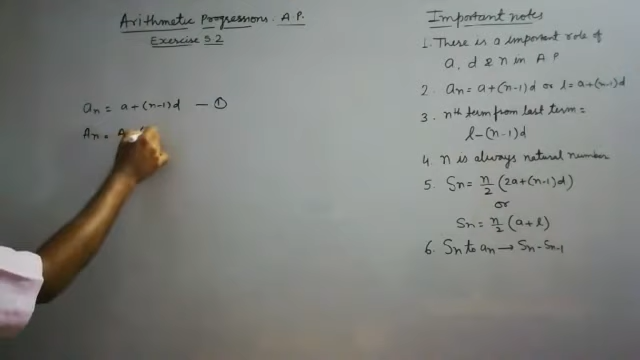 Arithmetic Progressions. A.P.
Exercise 5.2
an = a+(n-1)d — ①
An = A
Important notes
1. There is a important role of
a, d & n in A P
2. an = a+(n-1)d or l = a+(n-1)d
3. nth term from last term =
l-(n-1)d
4. n is always natural number
5. Sn = n/2 (2a+(n-1)d)
or
Sn = n/2 (a+l)
6. Sn to an → Sn - Sn-1